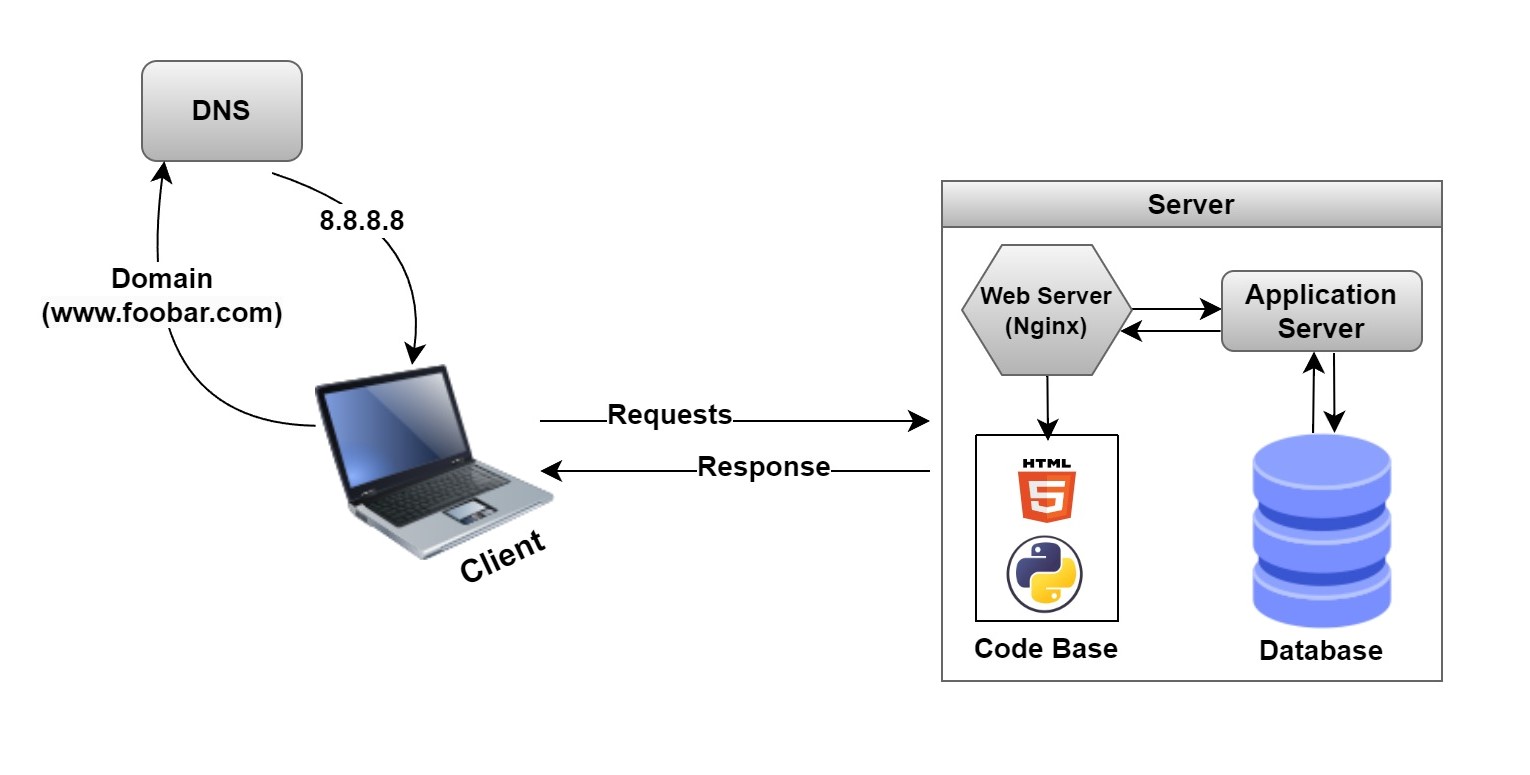 DNS
8.8.8.8
Domain
(www.foobar.com)
Client
Requests
Response
Server
Web Server
(Nginx)
Application
Server
HTML
5
Code Base
Database